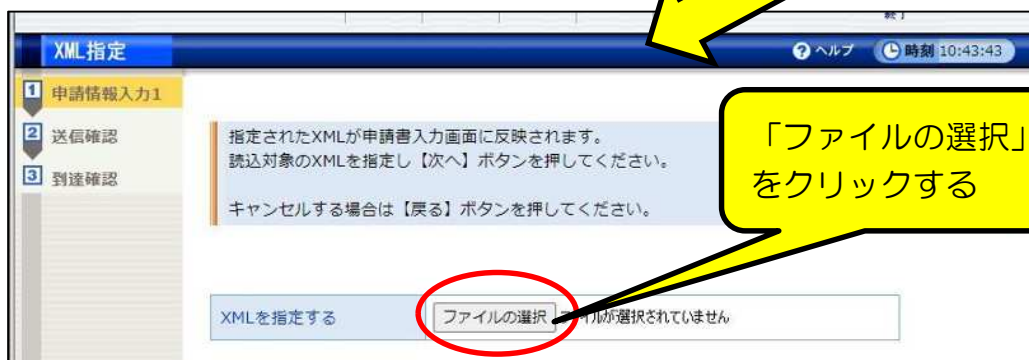 終了
XML指定
ヘルプ
時刻 10:43:43
1 申請情報入力1
2 送信確認
3 到達確認
指定されたXMLが申請書入力画面に反映されます。
読込対象のXMLを指定し【次へ】ボタンを押してください。
キャンセルする場合は【戻る】ボタンを押してください。
「ファイルの選択」
をクリックする
XMLを指定する
ファイルの選択 ファイルが選択されていません